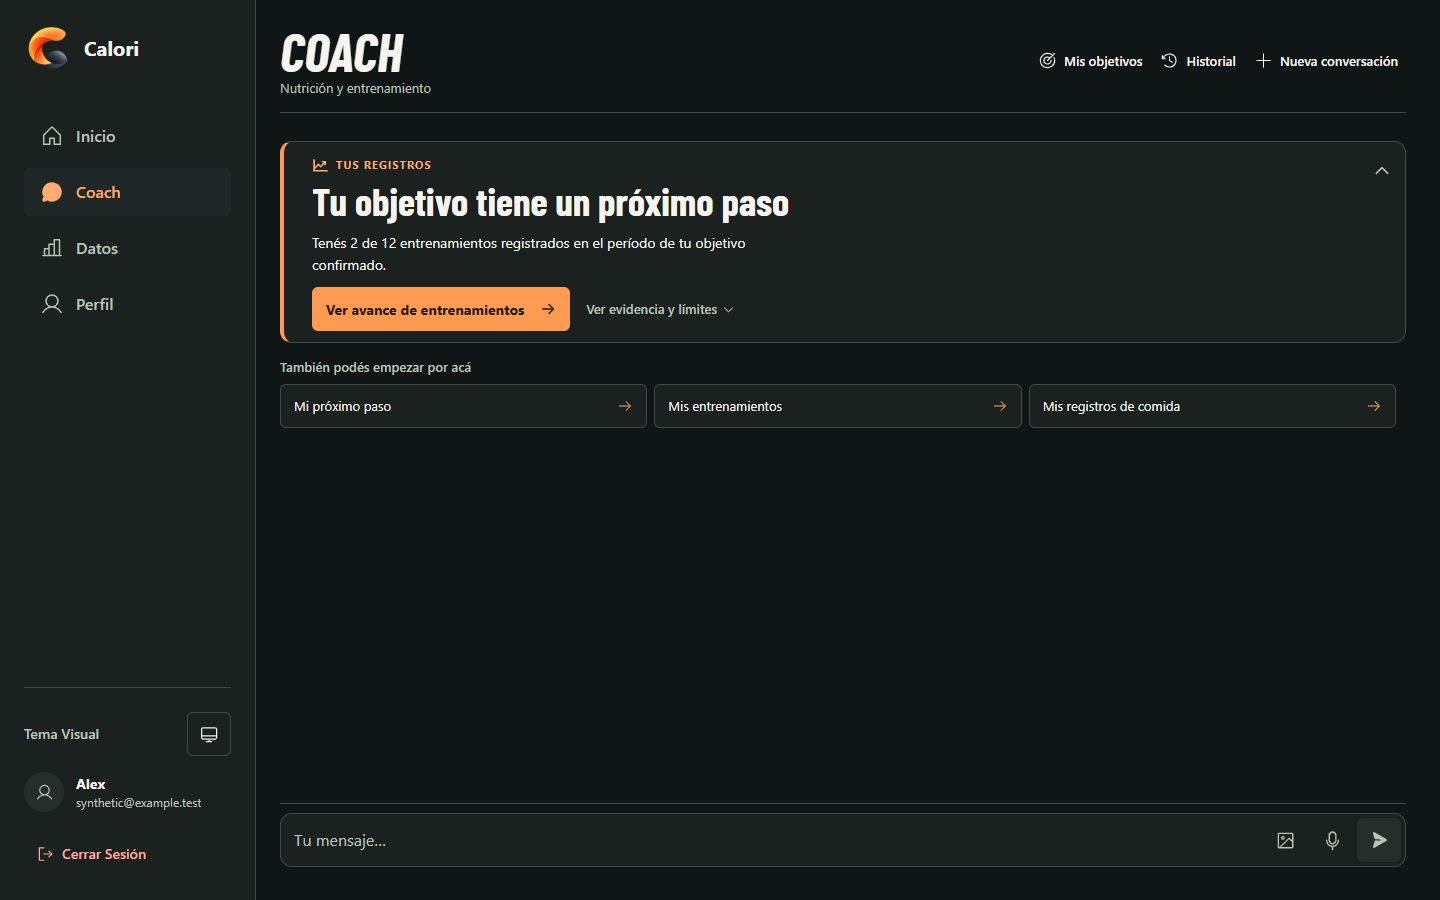 Calori
Inicio
Coach
Datos
Perfil
Tema Visual
Alex
synthetic@example.test
Cerrar Sesión
COACH
Nutrición y entrenamiento
Mis objetivos
Historial
Nueva conversación
TUS REGISTROS
Tu objetivo tiene un próximo paso
Tenés 2 de 12 entrenamientos registrados en el período de tu objetivo
confirmado.
Ver avance de entrenamientos
Ver evidencia y límites
También podés empezar por acá
Mi próximo paso
Mis entrenamientos
Mis registros de comida
Tu mensaje...